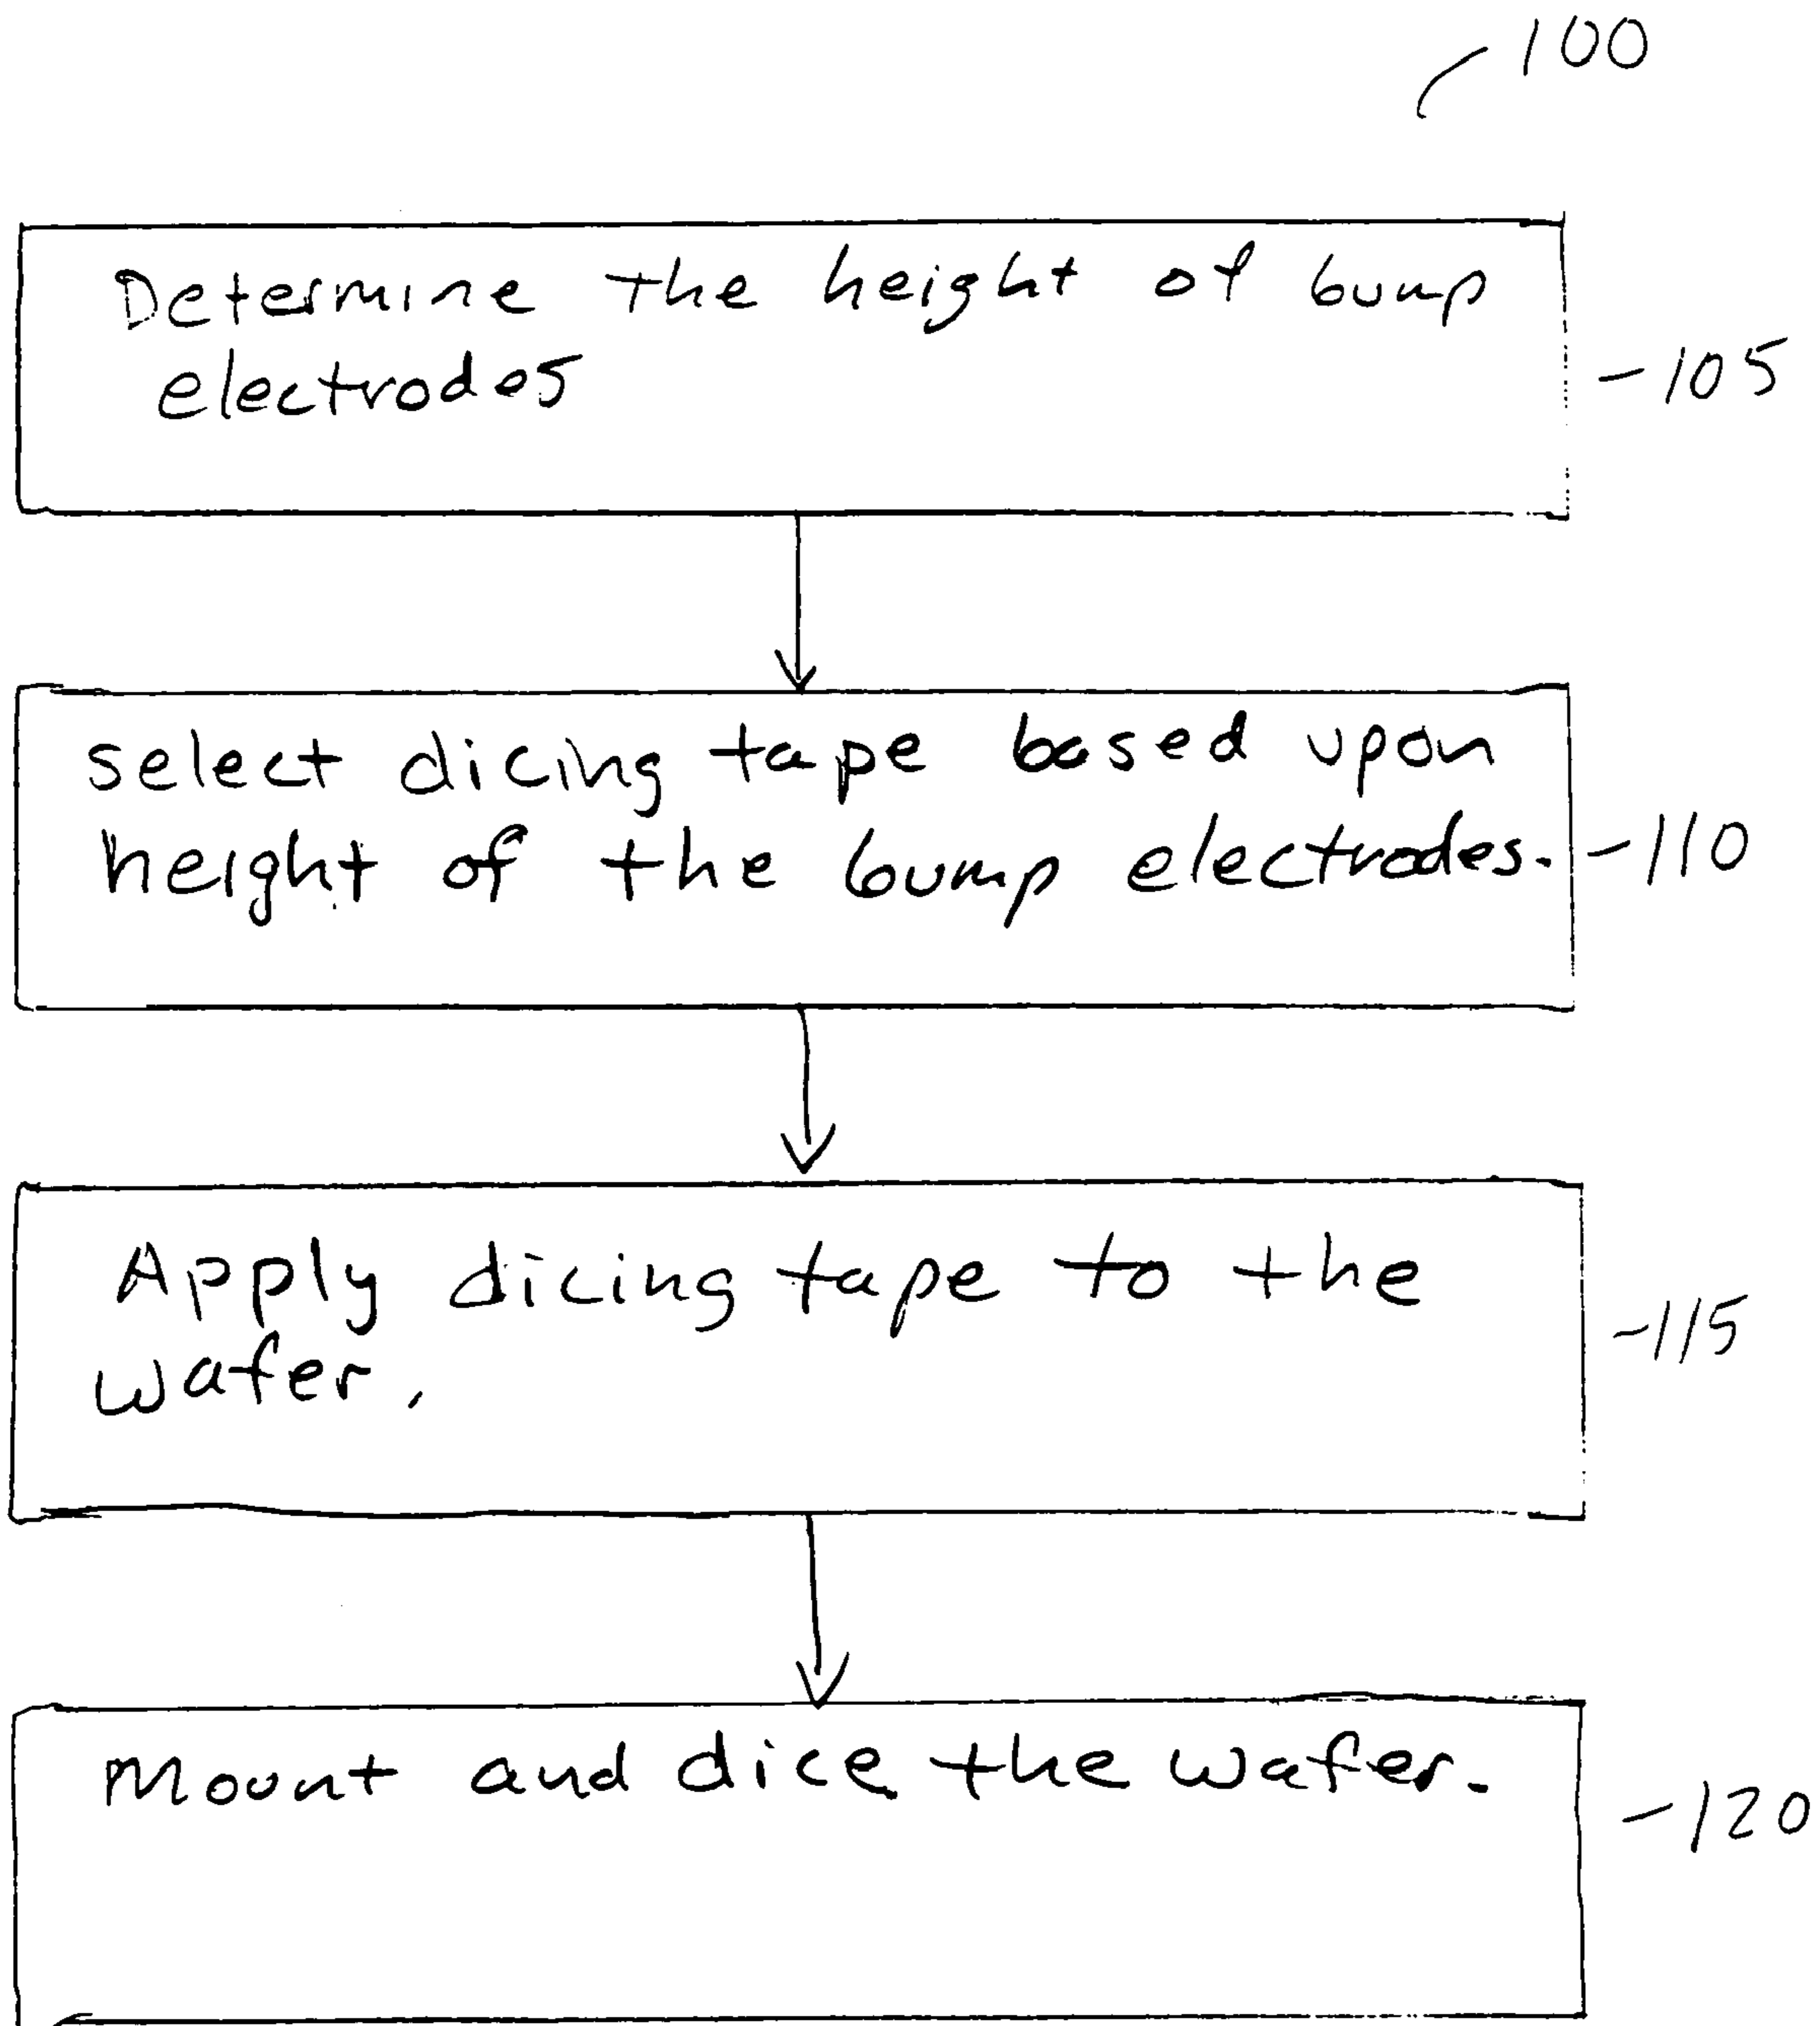 100
Determine the height of bump
electrodes
-105
select dicing tape based upon
height of the bump electrodes.
-110
Apply dicing tape to the
wafer.
-115
Mount and dice the wafer.
-120